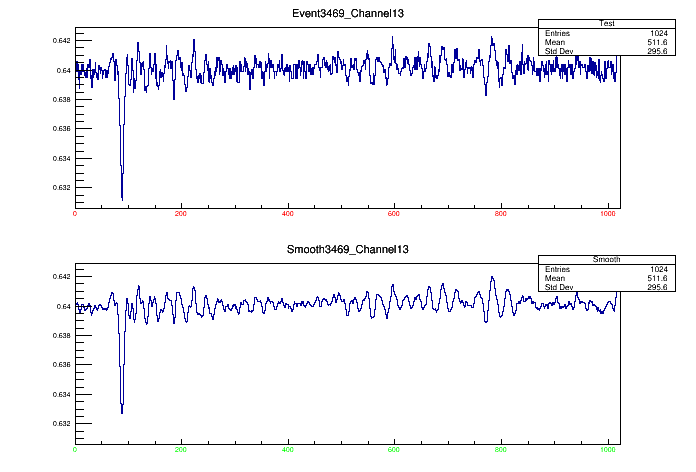 Event3469_Channel13
Test
Entries 1024
Mean 511.6
Std Dev 295.6
0.642
0.64
0.638
0.636
0.634
0.632
0 200 400 600 800 1000
Smooth3469_Channel13
Smooth
Entries 1024
Mean 511.6
Std Dev 295.6
0.642
0.64
0.638
0.636
0.634
0.632
0 200 400 600 800 1000